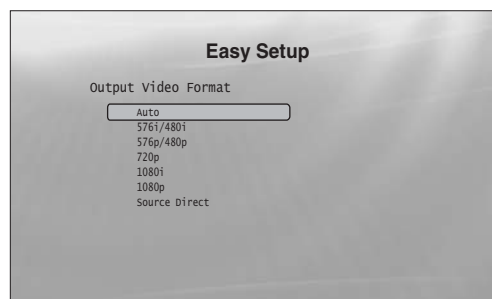 Easy Setup
Output Video Format
Auto
576i/480i
576p/480p
720p
1080i
1080p
Source Direct